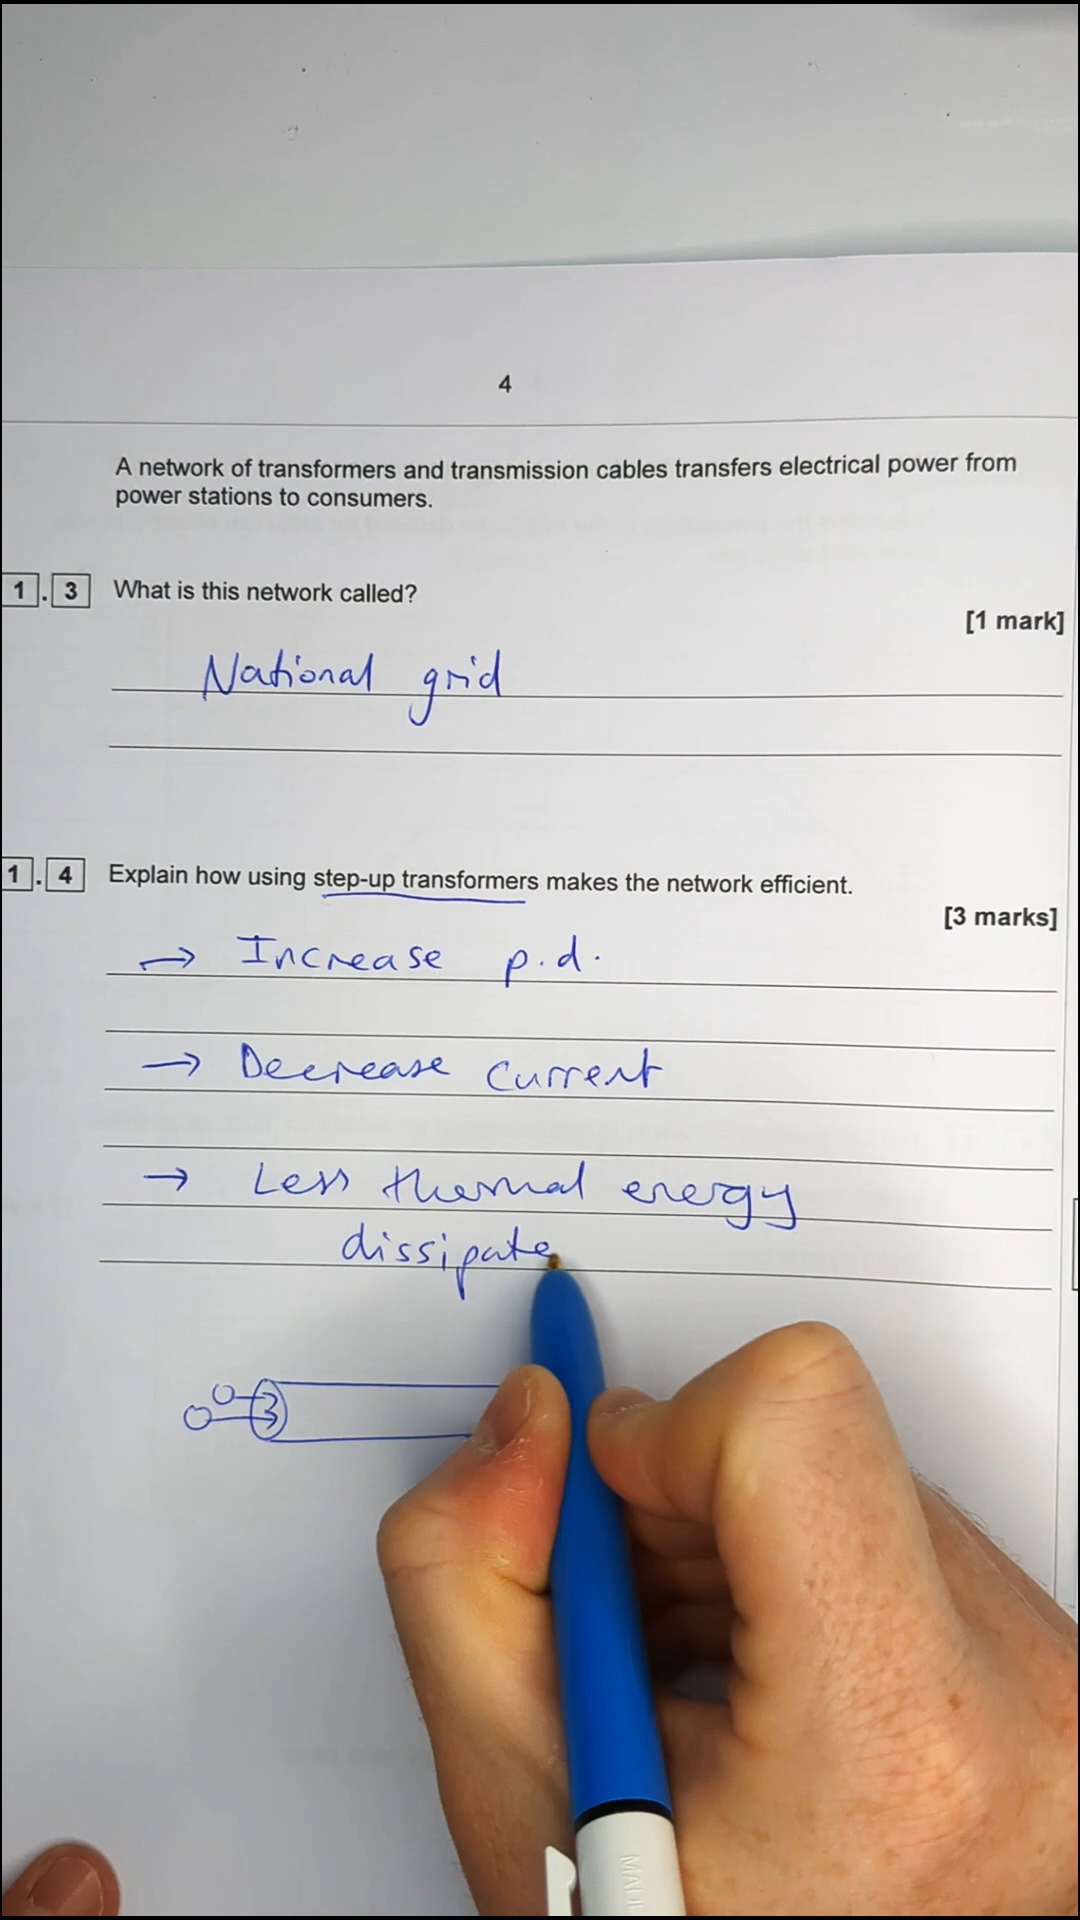 4
A network of transformers and transmission cables transfers electrical power from
power stations to consumers.
1 . 3 What is this network called?
[1 mark]
National grid
1 . 4 Explain how using step-up transformers makes the network efficient.
[3 marks]
→ Increase p.d.
→ Decrease current
→ Less thermal energy
dissipate